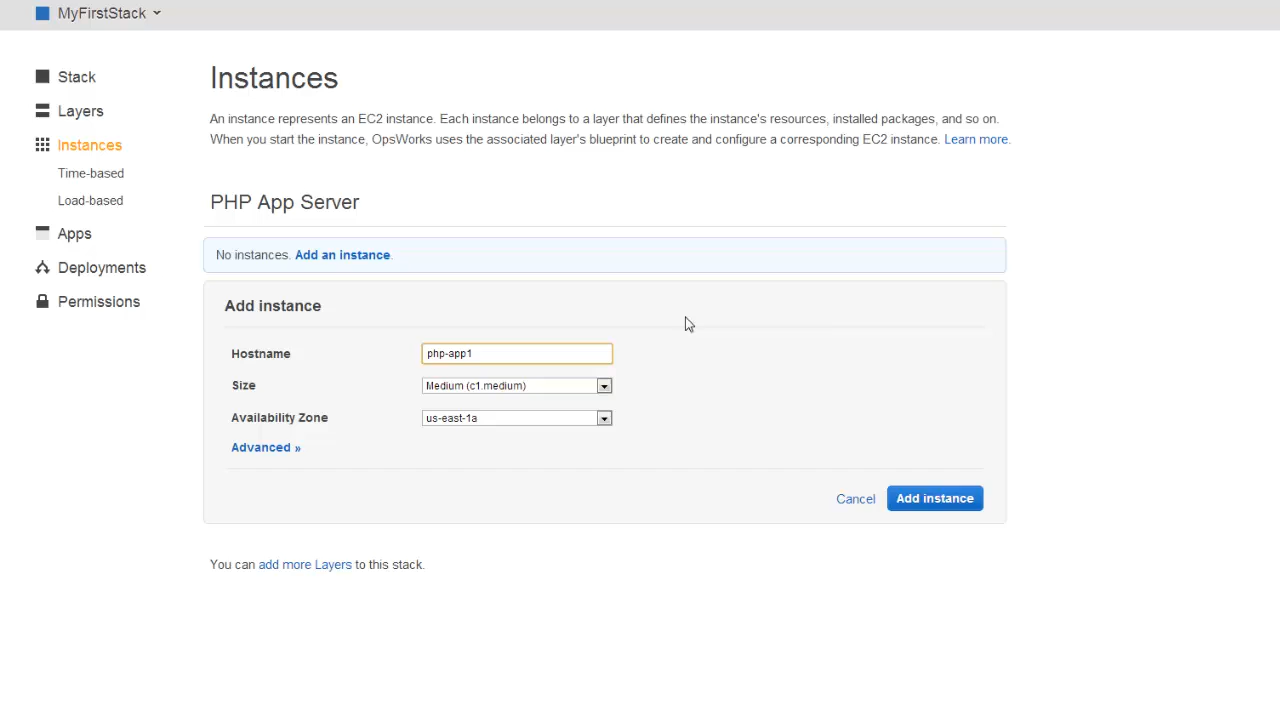 MyFirstStack
Stack
Layers
Instances
Time-based
Load-based
Apps
Deployments
Permissions
Instances
An instance represents an EC2 instance. Each instance belongs to a layer that defines the instance's resources, installed packages, and so on.
When you start the instance, OpsWorks uses the associated layer's blueprint to create and configure a corresponding EC2 instance. Learn more.
PHP App Server
No instances. Add an instance.
Add instance
Hostname php-app1
Size Medium (c1.medium)
Availability Zone us-east-1a
Advanced »
Cancel Add instance
You can add more Layers to this stack.